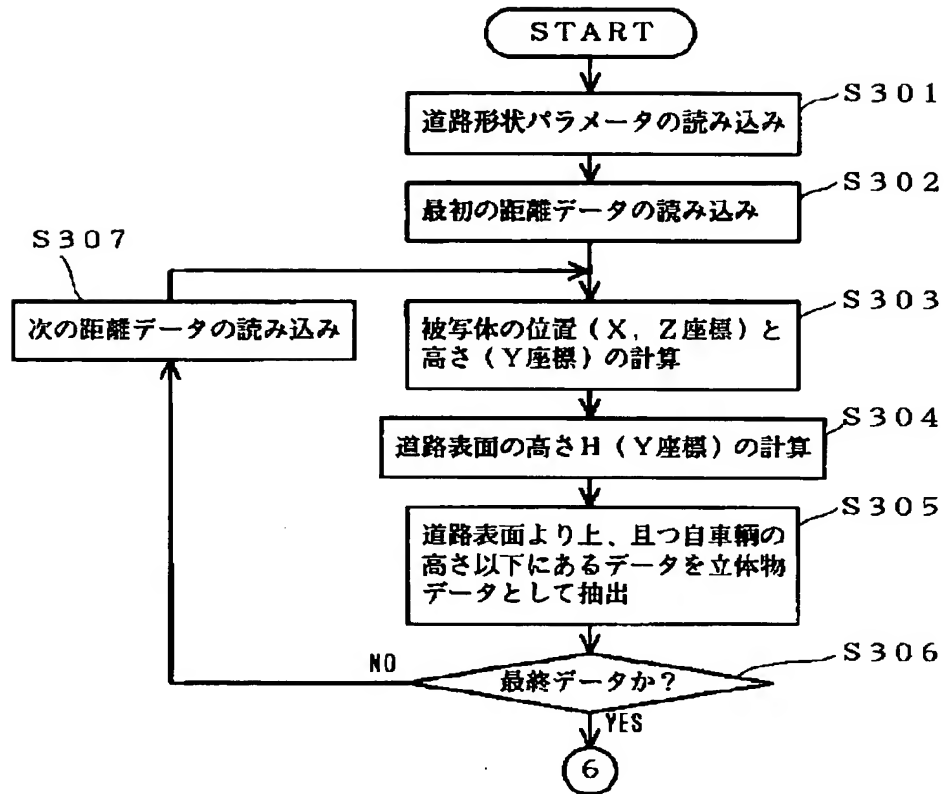 START
S301
道路形状パラメータの読み込み
S302
最初の距離データの読み込み
S307
次の距離データの読み込み
S303
被写体の位置(X,Z座標)と
高さ(Y座標)の計算
S304
道路表面の高さH(Y座標)の計算
S305
道路表面より上、且つ自車輌の
高さ以下にあるデータを立体物
データとして抽出
S306
NO
最終データか?
YES
6